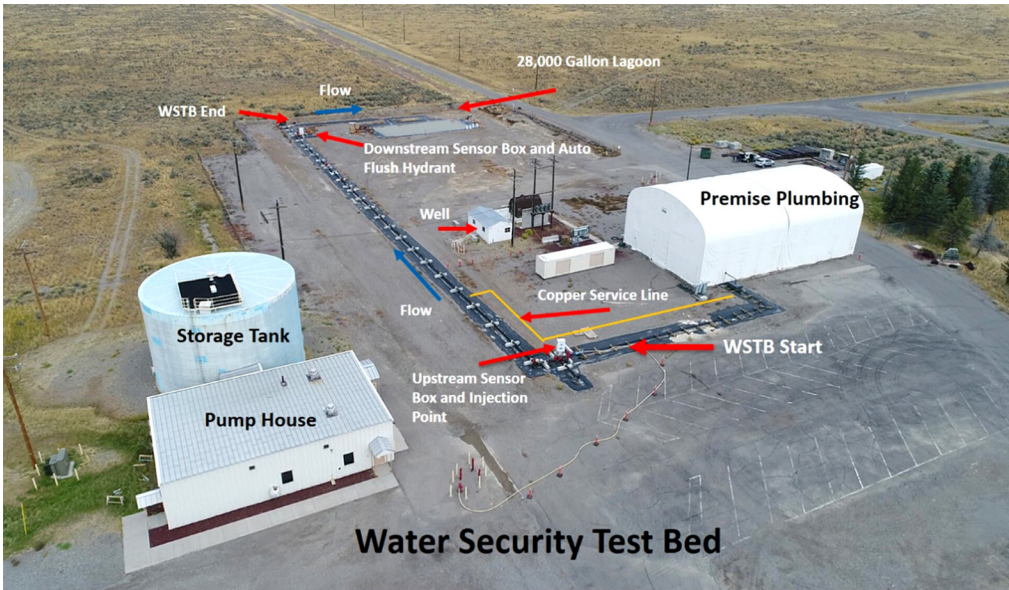 28,000 Gallon Lagoon
Flow
WSTB End
Downstream Sensor Box and Auto
Flush Hydrant
Premise Plumbing
Well
Copper Service Line
Flow
Storage Tank
WSTB Start
Upstream Sensor
Box and Injection
Point
Pump House
Water Security Test Bed